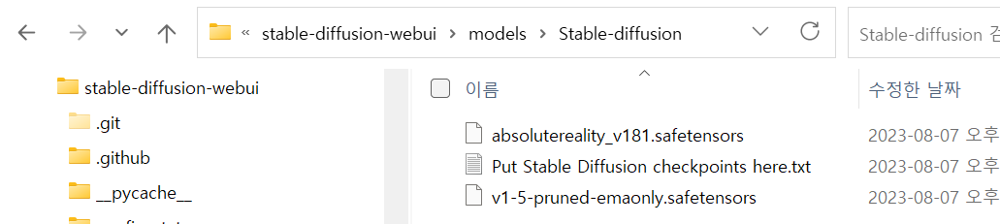 « stable-diffusion-webui > models > Stable-diffusion
Stable-diffusion
stable-diffusion-webui
.git
.github
__pycache__
이름
수정한 날짜
absolutereality_v181.safetensors
2023-08-07 오후
Put Stable Diffusion checkpoints here.txt
2023-08-07 오후
v1-5-pruned-emaonly.safetensors
2023-08-07 오후